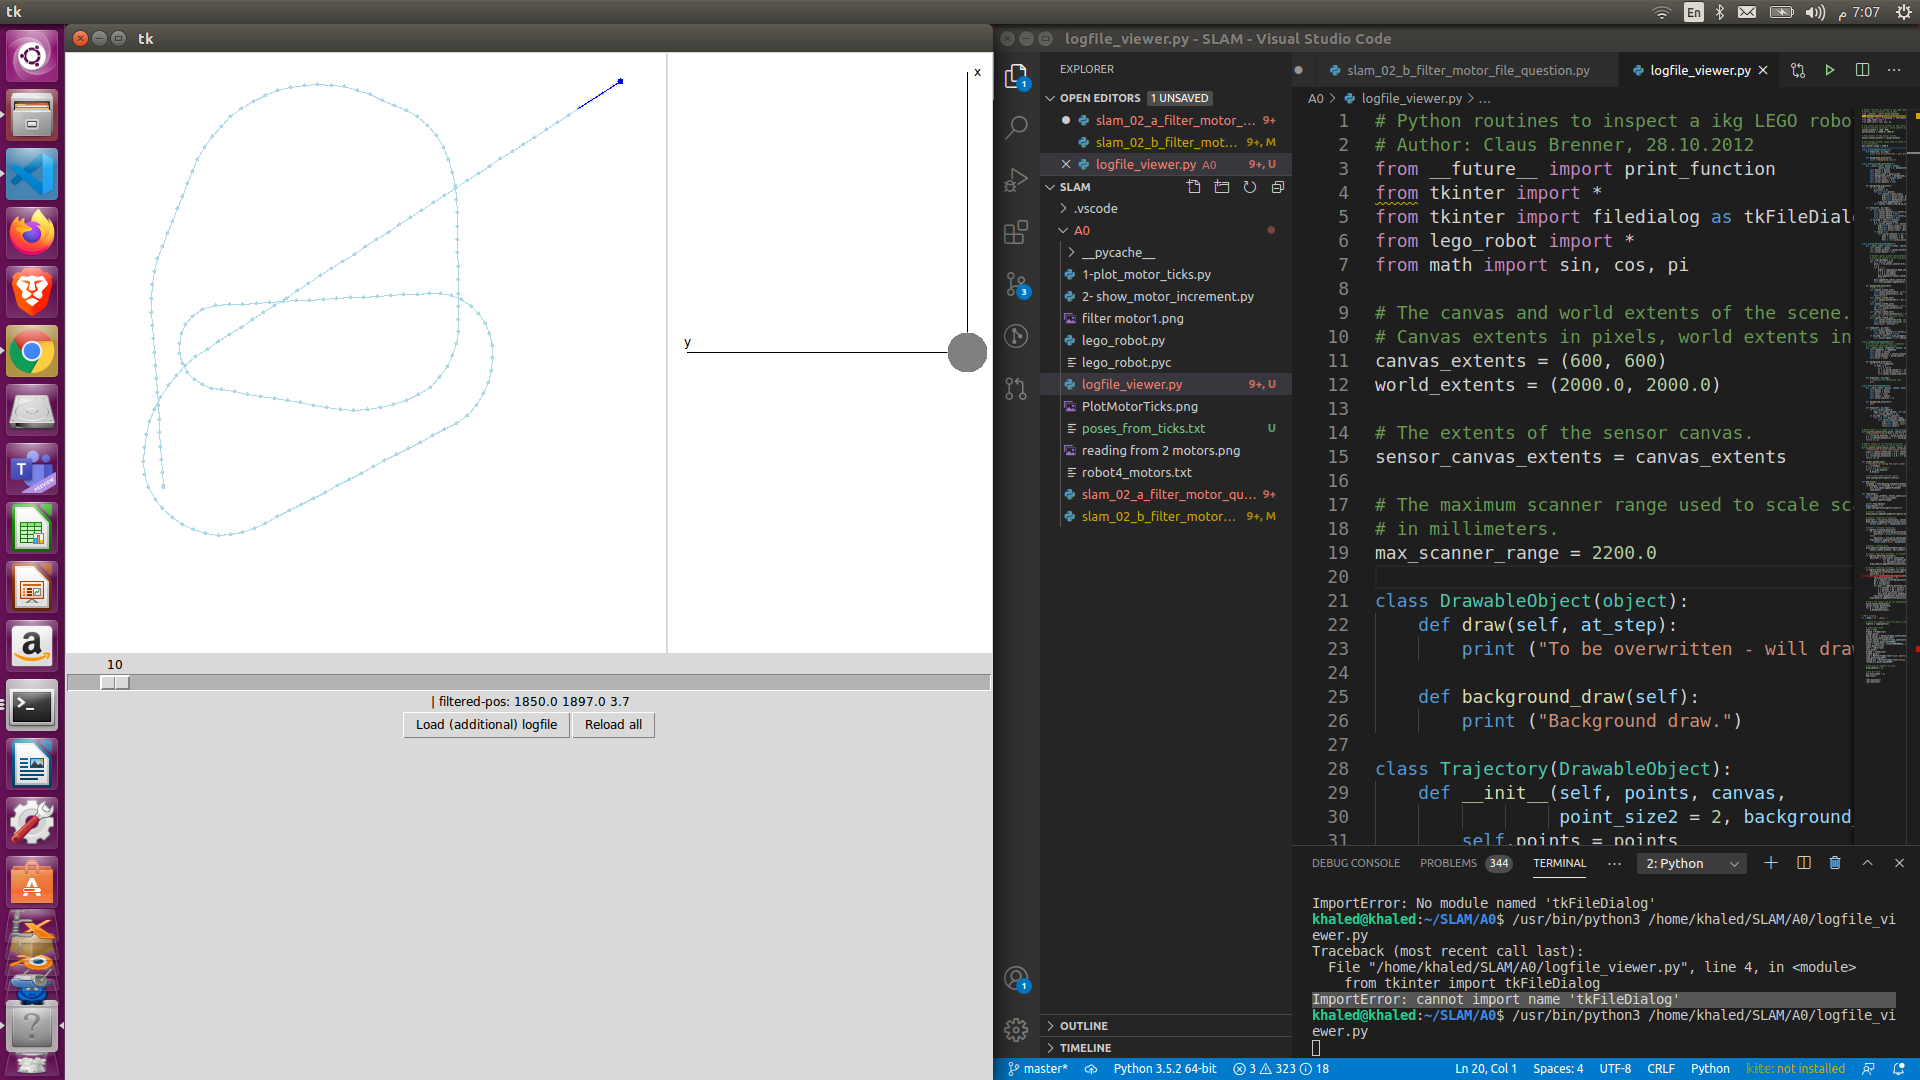 tk
En
7:07 م
tk
x
y
10
| filtered-pos: 1850.0 1897.0 3.7
Load (additional) logfile
Reload all
logfile_viewer.py - SLAM - Visual Studio Code
EXPLORER
OPEN EDITORS 1 UNSAVED
slam_02_a_filter_motor_... 9+
slam_02_b_filter_mot... 9+, M
logfile_viewer.py A0 9+, U
SLAM
.vscode
A0
__pycache__
1-plot_motor_ticks.py
2- show_motor_increment.py
filter motor1.png
lego_robot.py
lego_robot.pyc
logfile_viewer.py 9+, U
PlotMotorTicks.png
poses_from_ticks.txt U
reading from 2 motors.png
robot4_motors.txt
slam_02_a_filter_motor_qu... 9+
slam_02_b_filter_motor... 9+, M
OUTLINE
TIMELINE
slam_02_b_filter_motor_file_question.py
logfile_viewer.py
A0 > logfile_viewer.py > ...
1 # Python routines to inspect a ikg LEGO robo
2 # Author: Claus Brenner, 28.10.2012
3 from __future__ import print_function
4 from tkinter import *
5 from tkinter import filedialog as tkFileDial
6 from lego_robot import *
7 from math import sin, cos, pi
8
9 # The canvas and world extents of the scene.
10 # Canvas extents in pixels, world extents in
11 canvas_extents = (600, 600)
12 world_extents = (2000.0, 2000.0)
13
14 # The extents of the sensor canvas.
15 sensor_canvas_extents = canvas_extents
16
17 # The maximum scanner range used to scale sc
18 # in millimeters.
19 max_scanner_range = 2200.0
20
21 class DrawableObject(object):
22 def draw(self, at_step):
23 print ("To be overwritten - will dra
24
25 def background_draw(self):
26 print ("Background draw.")
27
28 class Trajectory(DrawableObject):
29 def __init__(self, points, canvas,
30 point_size2 = 2, background_
31 self.points = points
DEBUG CONSOLE PROBLEMS 344 TERMINAL ... 2: Python
ImportError: No module named 'tkFileDialog'
khaled@khaled:~/SLAM/A0$ /usr/bin/python3 /home/khaled/SLAM/A0/logfile_vi
ewer.py
Traceback (most recent call last):
File "/home/khaled/SLAM/A0/logfile_viewer.py", line 4, in <module>
from tkinter import tkFileDialog
ImportError: cannot import name 'tkFileDialog'
khaled@khaled:~/SLAM/A0$ /usr/bin/python3 /home/khaled/SLAM/A0/logfile_vi
ewer.py
master* Python 3.5.2 64-bit 3 323 18 Ln 20, Col 1 Spaces: 4 UTF-8 CRLF Python kite: not installed